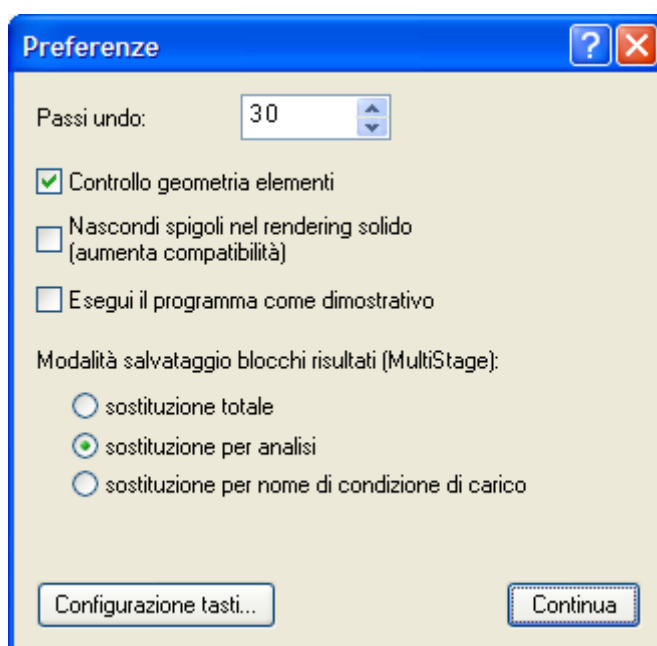 Preferenze
Passi undo:
30
Controllo geometria elementi
Nascondi spigoli nel rendering solido
(aumenta compatibilità)
Esegui il programma come dimostrativo
Modalità salvataggio blocchi risultati (MultiStage):
sostituzione totale
sostituzione per analisi
sostituzione per nome di condizione di carico
Configurazione tasti...
Continua